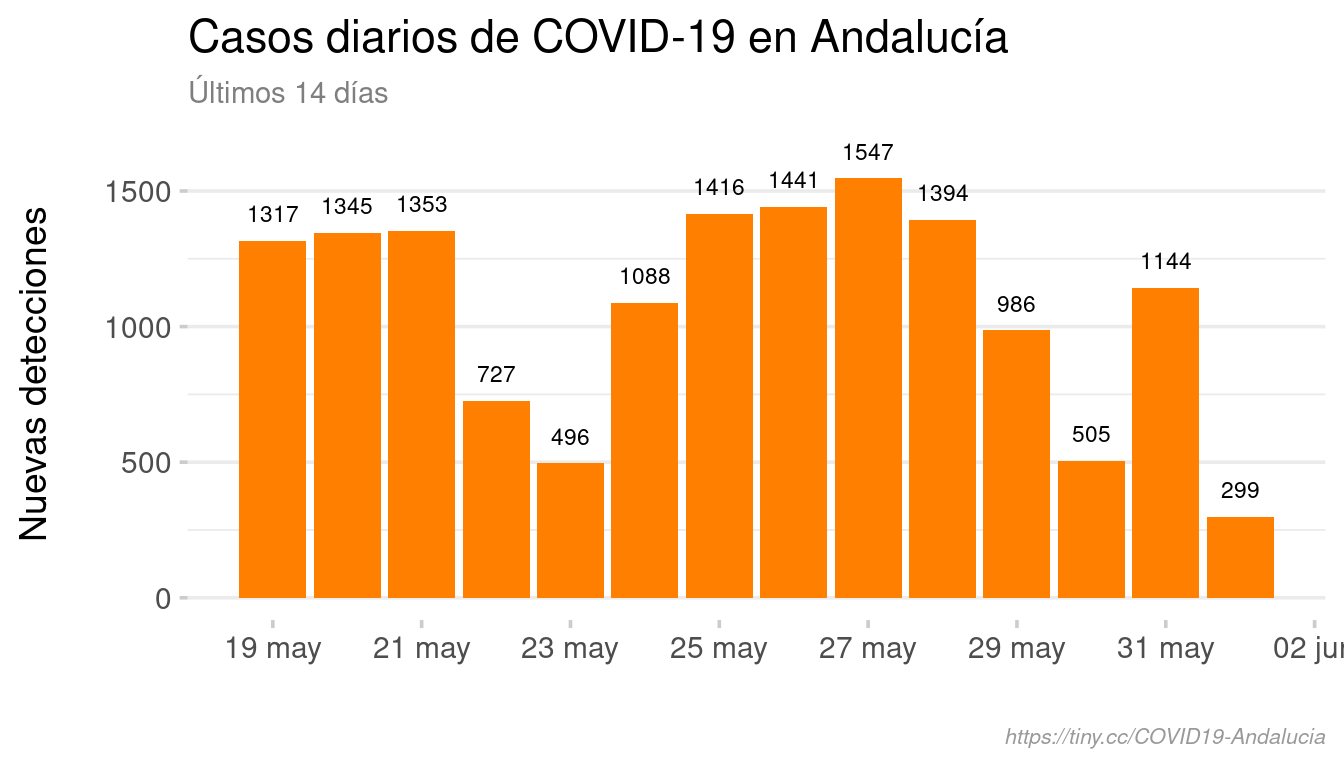 Casos diarios de COVID-19 en Andalucía
Últimos 14 días
Nuevas detecciones
1547
1500
1416
1441
1394
1317
1345
1353
1144
1088
1000
986
727
500
496
505
299
0
19 may
21 may
23 may
25 may
27 may
29 may
31 may
02 jun
https://tiny.cc/COVID19-Andalucia